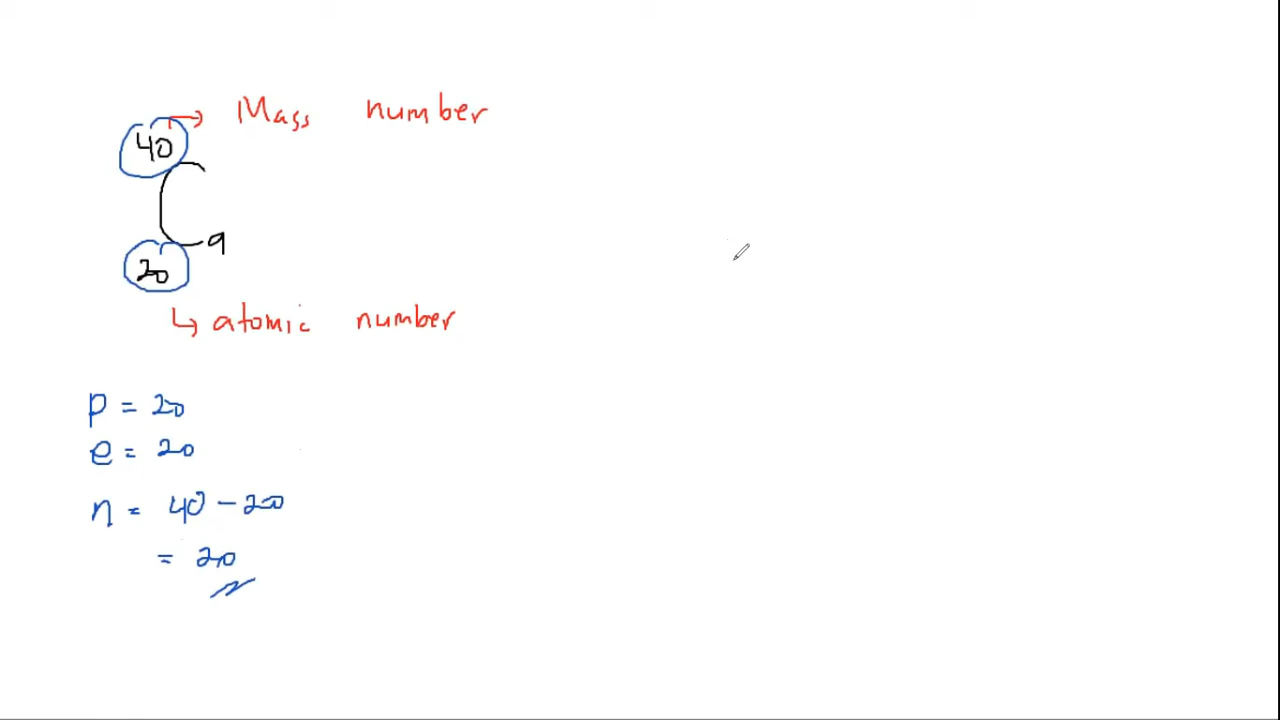 40 → Mass number
Ca
20
↳ atomic number
p = 20
e = 20
n = 40 - 20
= 20